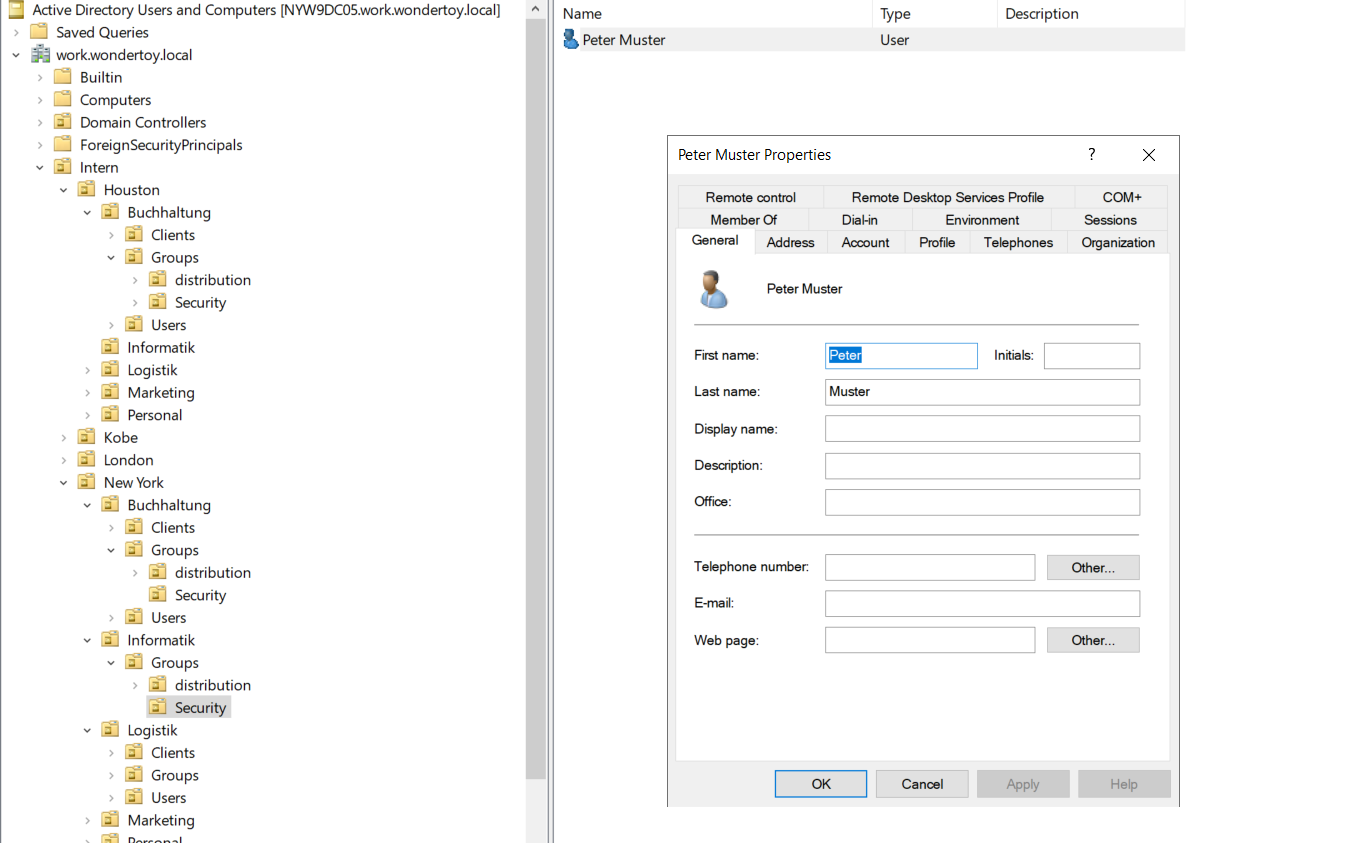 Active Directory Users and Computers [NYW9DC05.work.wondertoy.local]
Saved Queries
work.wondertoy.local
Builtin
Computers
Domain Controllers
ForeignSecurityPrincipals
Intern
Houston
Buchhaltung
Clients
Groups
distribution
Security
Users
Informatik
Logistik
Marketing
Personal
Kobe
London
New York
Buchhaltung
Clients
Groups
distribution
Security
Users
Informatik
Groups
distribution
Security
Logistik
Clients
Groups
Users
Marketing
Personal
Name Type Description
Peter Muster User
Peter Muster Properties ?
Remote control Remote Desktop Services Profile COM+
Member Of Dial-in Environment Sessions
General Address Account Profile Telephones Organization
Peter Muster
First name: Peter Initials:
Last name: Muster
Display name:
Description:
Office:
Telephone number: Other...
E-mail:
Web page: Other...
OK Cancel Apply Help